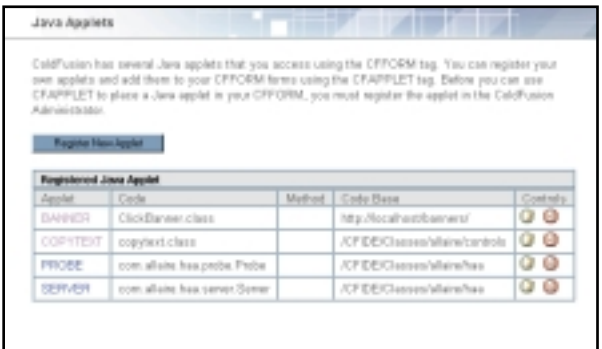 Java Applets
ColdFusion has several Java applets that you access using the CFFORM tag. You can register your
own applets and add them to your CFFORM forms using the CFAPPLET tag. Before you can use
CFAPPLET to place a Java applet in your CFFORM, you must register the applet in the ColdFusion
Administrator.
Register New Applet
Registered Java Applet
Applet Code Method Code Base Controls
BANNER ClickBanner.class http://localhost/banners/
COPYTEXT copytext.class /CFIDE/Classes/allaire/controls
PROBE com.allaire.haa.probe.Probe /CFIDE/Classes/allaire/haa
SERVER com.allaire.haa.server.Server /CFIDE/Classes/allaire/haa